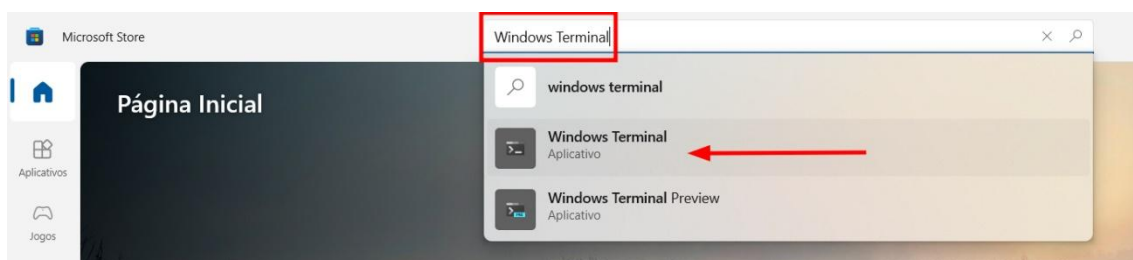 Microsoft Store
Windows Terminal
Página Inicial
Aplicativos
Jogos
windows terminal
Windows Terminal
Aplicativo
Windows Terminal Preview
Aplicativo